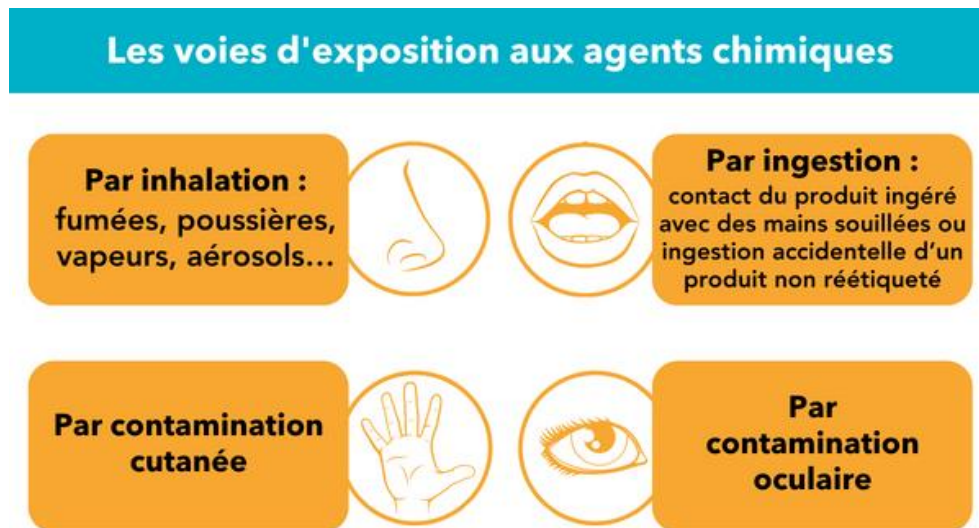 Les voies d'exposition aux agents chimiques
Par inhalation :
fumées, poussières,
vapeurs, aérosols...
Par ingestion :
contact du produit ingéré
avec des mains souillées ou
ingestion accidentelle d’un
produit non réétiqueté
Par contamination
cutanée
Par
contamination
oculaire